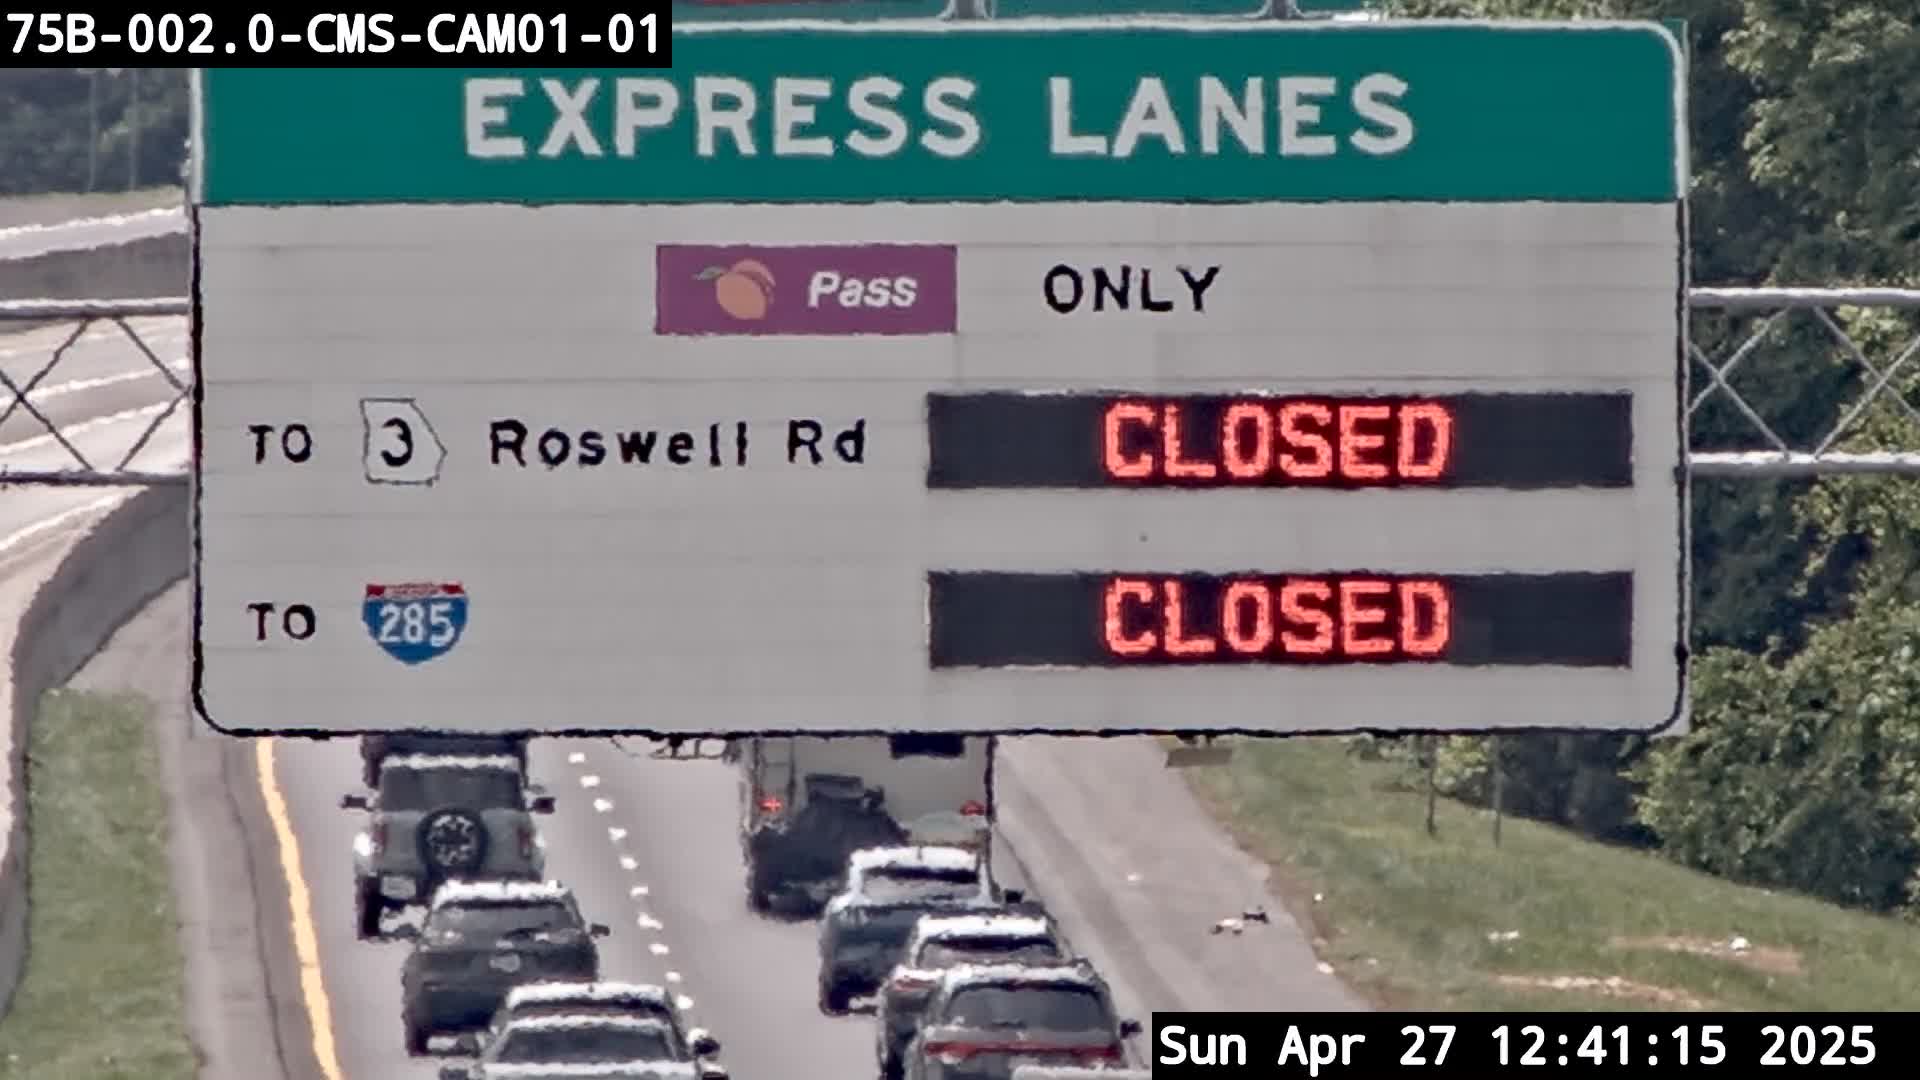 75B-002.0-CMS-CAM01-01
EXPRESS LANES
Pass ONLY
TO 3 Roswell Rd CLOSED
TO 285 CLOSED
Sun Apr 27 12:41:15 2025